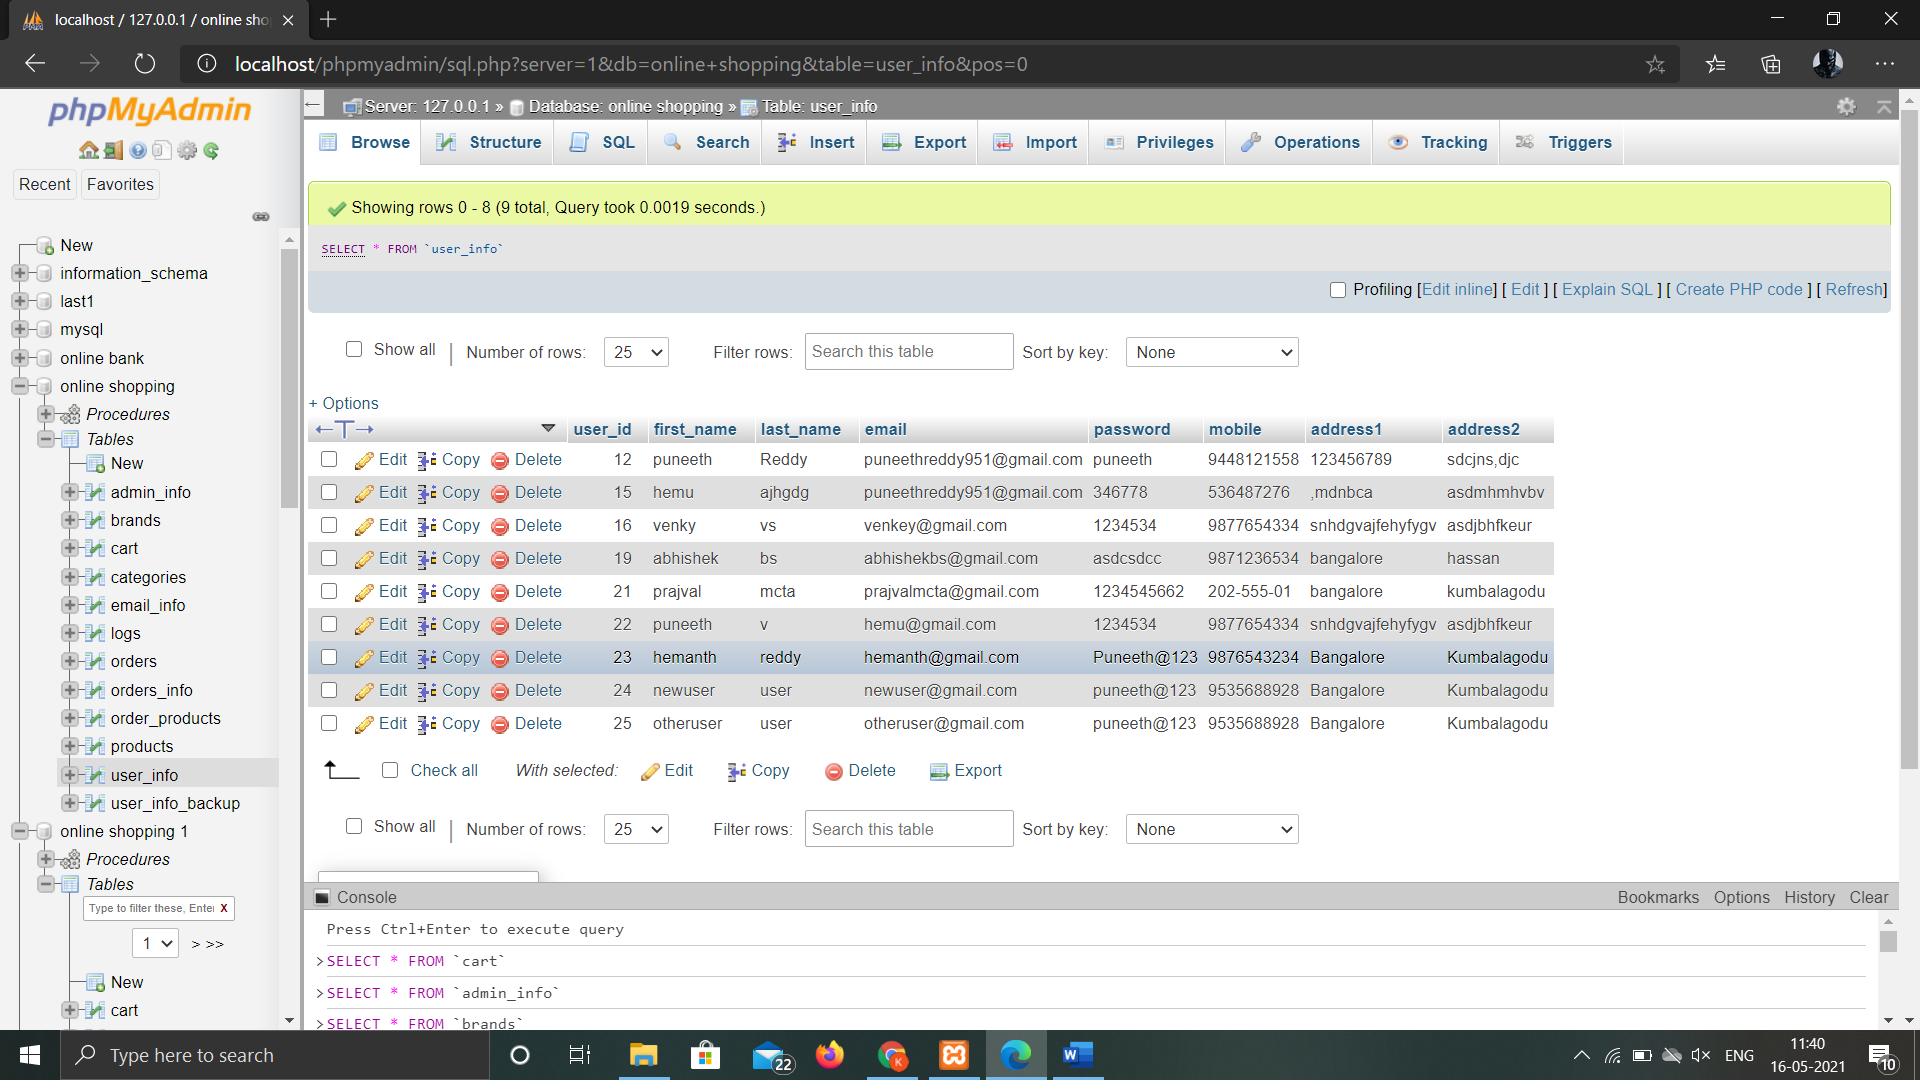 localhost / 127.0.0.1 / online sho
localhost/phpmyadmin/sql.php?server=1&db=online+shopping&table=user_info&pos=0
phpMyAdmin
Recent Favorites
New
information_schema
last1
mysql
online bank
online shopping
Procedures
Tables
New
admin_info
brands
cart
categories
email_info
logs
orders
orders_info
order_products
products
user_info
user_info_backup
online shopping 1
Procedures
Tables
Type to filter these, Enter X
1 > >>
New
cart
Server: 127.0.0.1 » Database: online shopping » Table: user_info
Browse Structure SQL Search Insert Export Import Privileges Operations Tracking Triggers
Showing rows 0 - 8 (9 total, Query took 0.0019 seconds.)
SELECT * FROM `user_info`
Profiling [Edit inline] [ Edit ] [ Explain SQL ] [ Create PHP code ] [ Refresh]
Show all | Number of rows: 25 Filter rows: Search this table Sort by key: None
+ Options
←T→ user_id first_name last_name email password mobile address1 address2
Edit Copy Delete 12 puneeth Reddy puneethreddy951@gmail.com puneeth 9448121558 123456789 sdcjns,djc
Edit Copy Delete 15 hemu ajhgdg puneethreddy951@gmail.com 346778 536487276 ,mdnbca asdmhmhvbv
Edit Copy Delete 16 venky vs venkey@gmail.com 1234534 9877654334 snhdgvajfehyfygv asdjbhfkeur
Edit Copy Delete 19 abhishek bs abhishekbs@gmail.com asdcsdcc 9871236534 bangalore hassan
Edit Copy Delete 21 prajval mcta prajvalmcta@gmail.com 1234545662 202-555-01 bangalore kumbalagodu
Edit Copy Delete 22 puneeth v hemu@gmail.com 1234534 9877654334 snhdgvajfehyfygv asdjbhfkeur
Edit Copy Delete 23 hemanth reddy hemanth@gmail.com Puneeth@123 9876543234 Bangalore Kumbalagodu
Edit Copy Delete 24 newuser user newuser@gmail.com puneeth@123 9535688928 Bangalore Kumbalagodu
Edit Copy Delete 25 otheruser user otheruser@gmail.com puneeth@123 9535688928 Bangalore Kumbalagodu
Check all With selected: Edit Copy Delete Export
Show all | Number of rows: 25 Filter rows: Search this table Sort by key: None
Console Bookmarks Options History Clear
Press Ctrl+Enter to execute query
>SELECT * FROM `cart`
>SELECT * FROM `admin_info`
>SELECT * FROM `brands`
Type here to search 22 ENG 11:40
16-05-2021 10